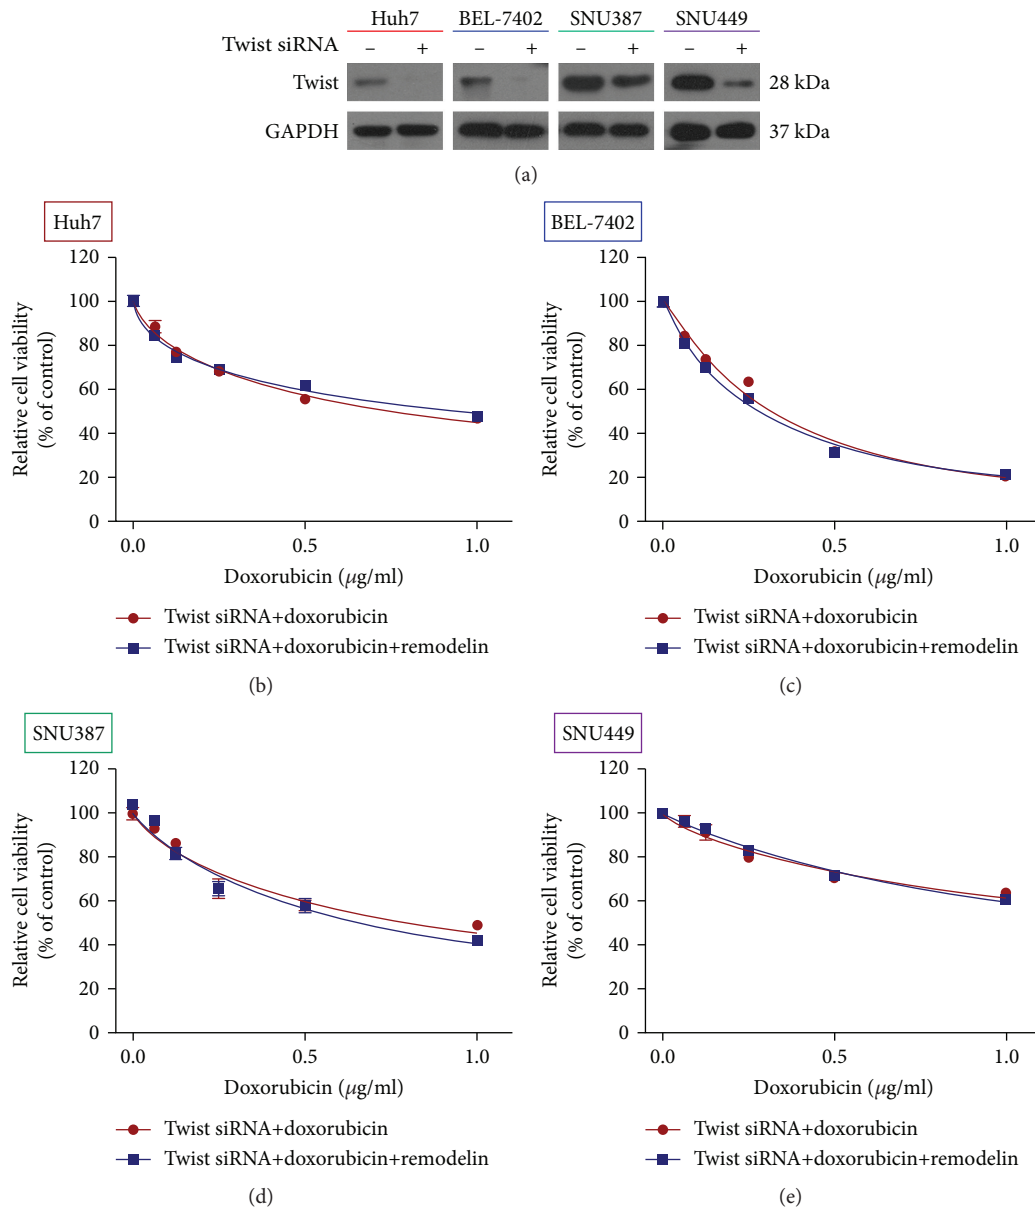 Huh7 BEL-7402 SNU387 SNU449
Twist siRNA – + – + – + – +
Twist 28 kDa
GAPDH 37 kDa
(a)
Huh7
120
100
80
60
40
20
0
Relative cell viability
(% of control)
0.0 0.5 1.0
Doxorubicin (μg/ml)
Twist siRNA+doxorubicin
Twist siRNA+doxorubicin+remodelin
(b)
BEL-7402
120
100
80
60
40
20
0
Relative cell viability
(% of control)
0.0 0.5 1.0
Doxorubicin (μg/ml)
Twist siRNA+doxorubicin
Twist siRNA+doxorubicin+remodelin
(c)
SNU387
120
100
80
60
40
20
0
Relative cell viability
(% of control)
0.0 0.5 1.0
Doxorubicin (μg/ml)
Twist siRNA+doxorubicin
Twist siRNA+doxorubicin+remodelin
(d)
SNU449
120
100
80
60
40
20
0
Relative cell viability
(% of control)
0.0 0.5 1.0
Doxorubicin (μg/ml)
Twist siRNA+doxorubicin
Twist siRNA+doxorubicin+remodelin
(e)